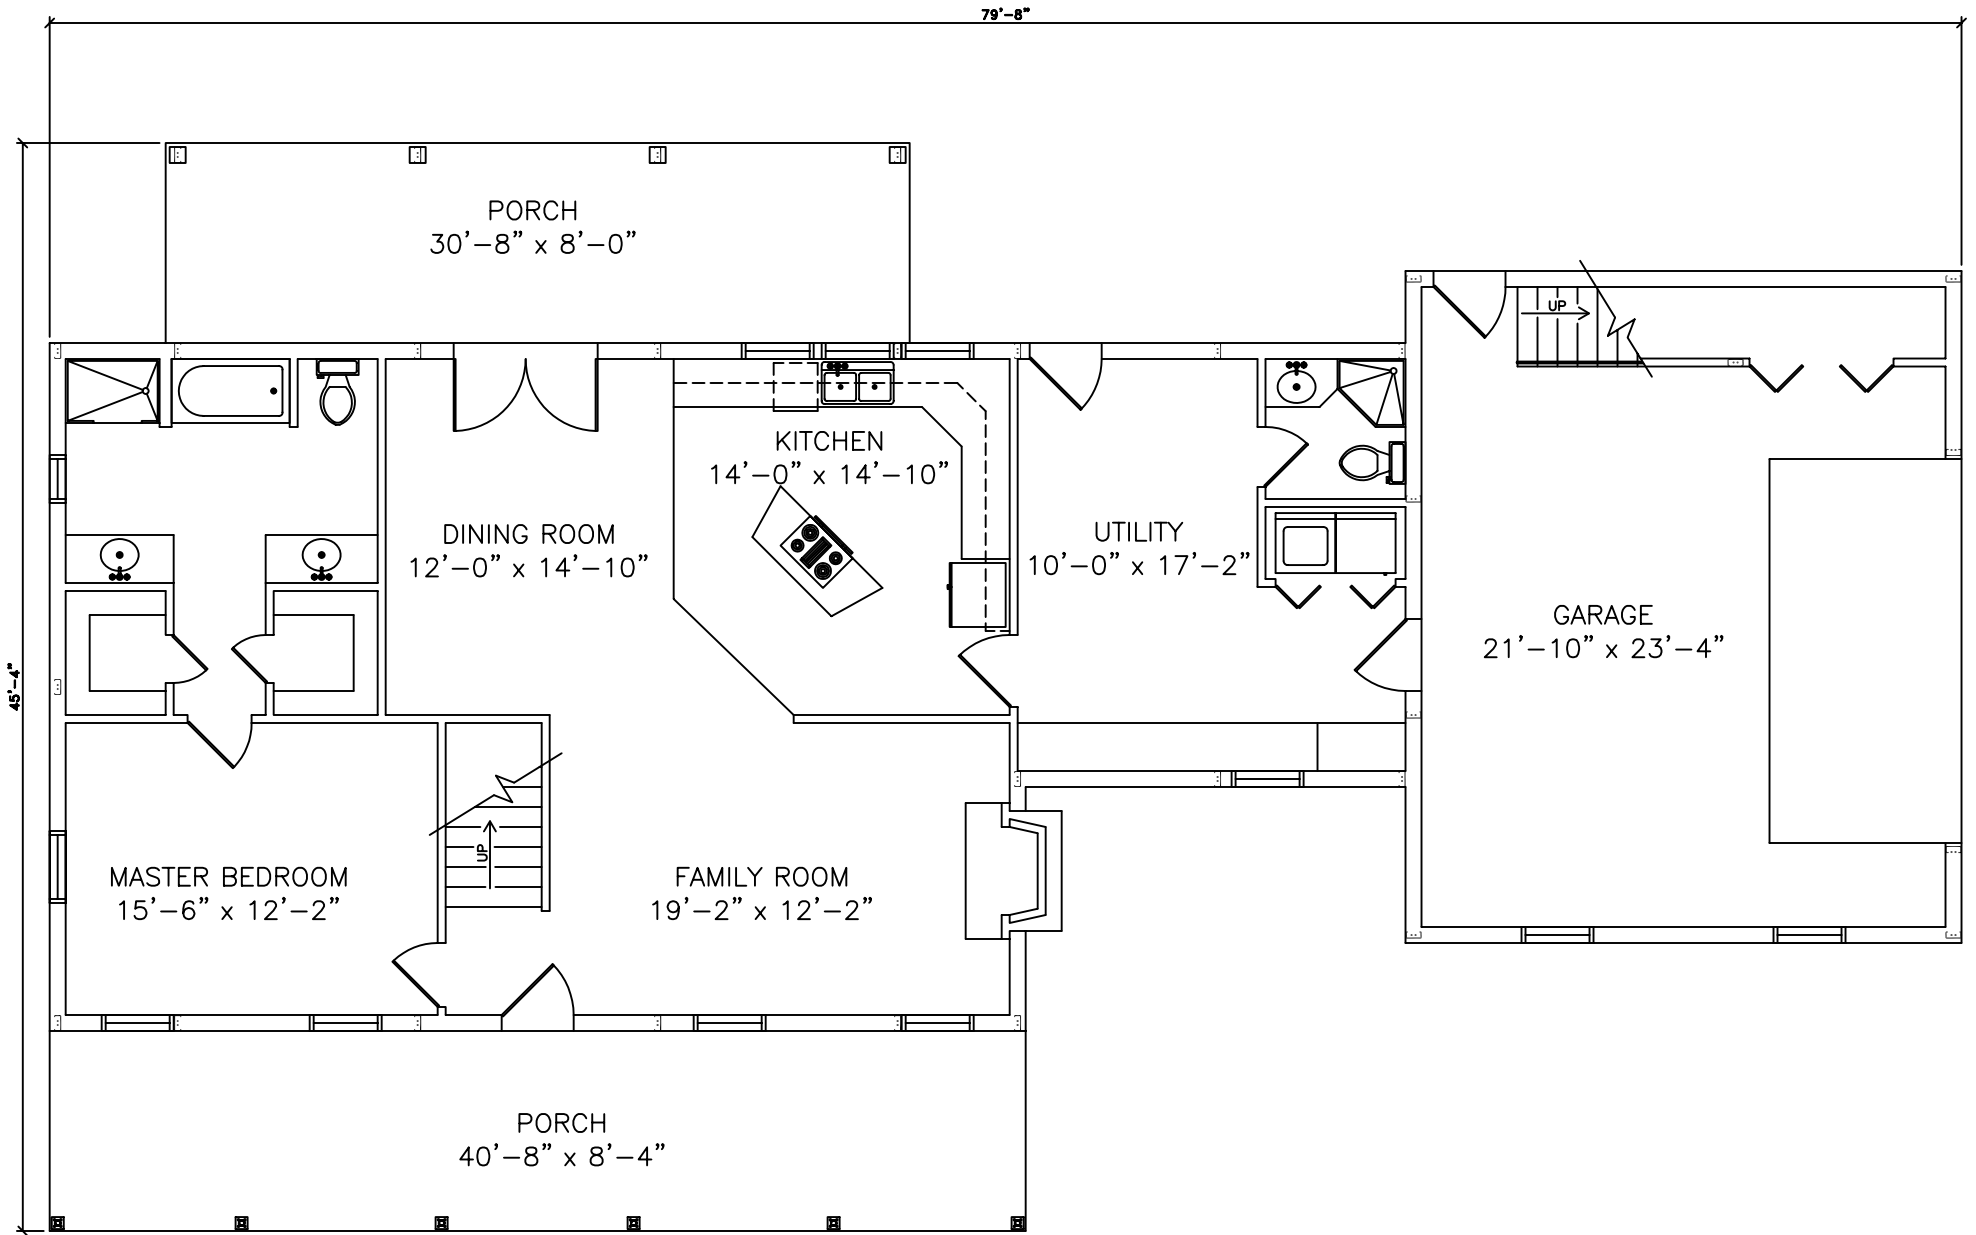 79'-8"
PORCH
30'-8" x 8'-0"
UP
KITCHEN
14'-0" x 14'-10"
DINING ROOM
12'-0" x 14'-10"
UTILITY
10'-0" x 17'-2"
GARAGE
21'-10" x 23'-4"
45'-4"
UP
MASTER BEDROOM
15'-6" x 12'-2"
FAMILY ROOM
19'-2" x 12'-2"
PORCH
40'-8" x 8'-4"